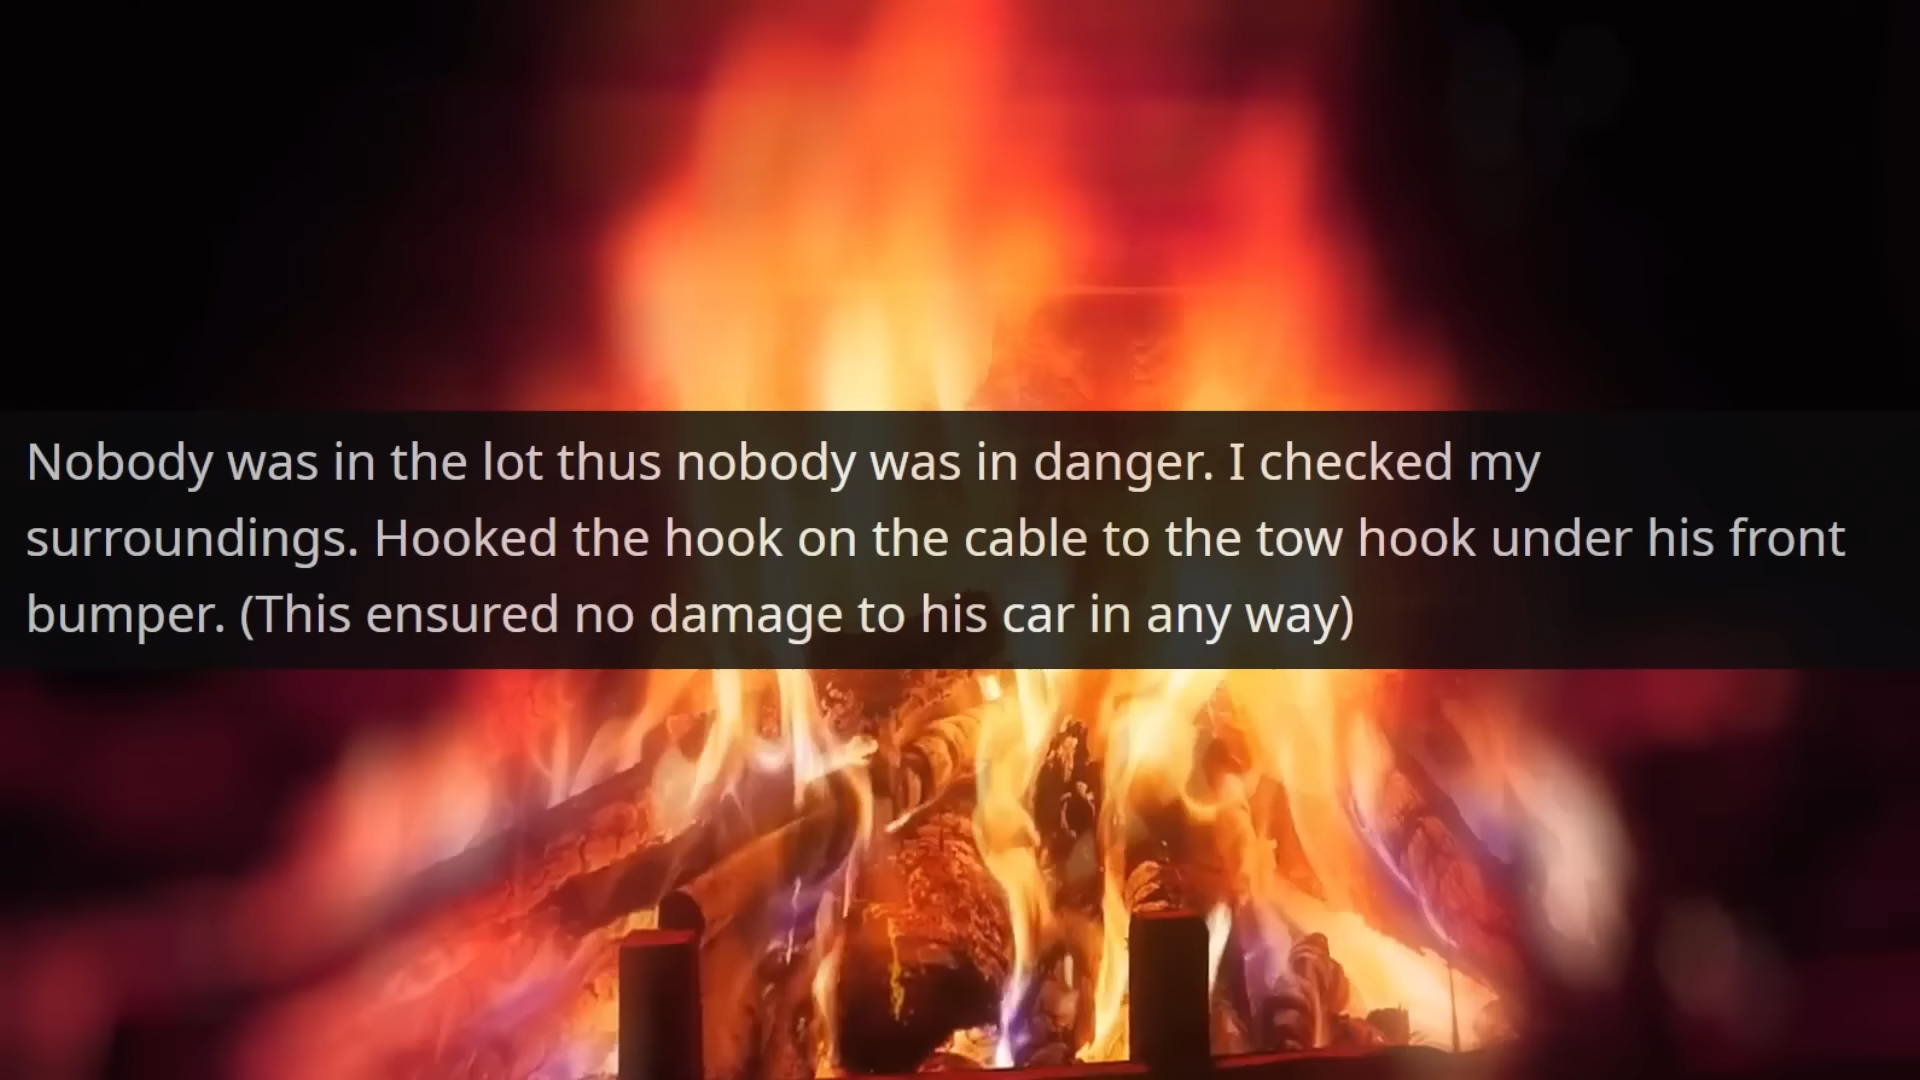 Nobody was in the lot thus nobody was in danger. I checked my
surroundings. Hooked the hook on the cable to the tow hook under his front
bumper. (This ensured no damage to his car in any way)